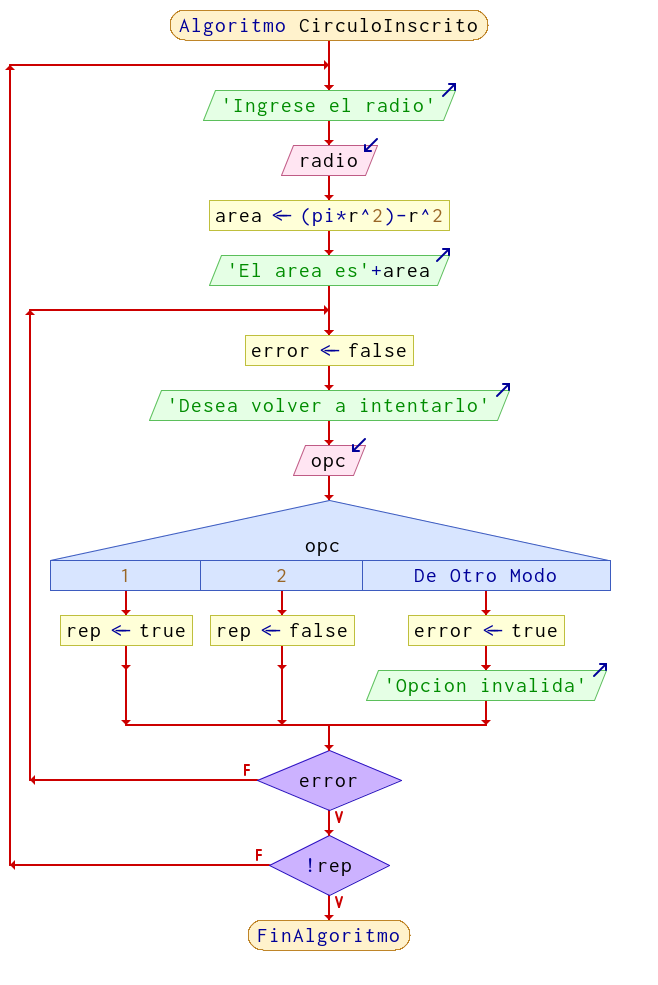 Algoritmo CirculoInscrito
'Ingrese el radio'
radio
area ← (pi*r^2)-r^2
'El area es'+area
error ← false
'Desea volver a intentarlo'
opc
opc
1 2 De Otro Modo
rep ← true rep ← false error ← true
'Opcion invalida'
F
error
V
F
!rep
V
FinAlgoritmo